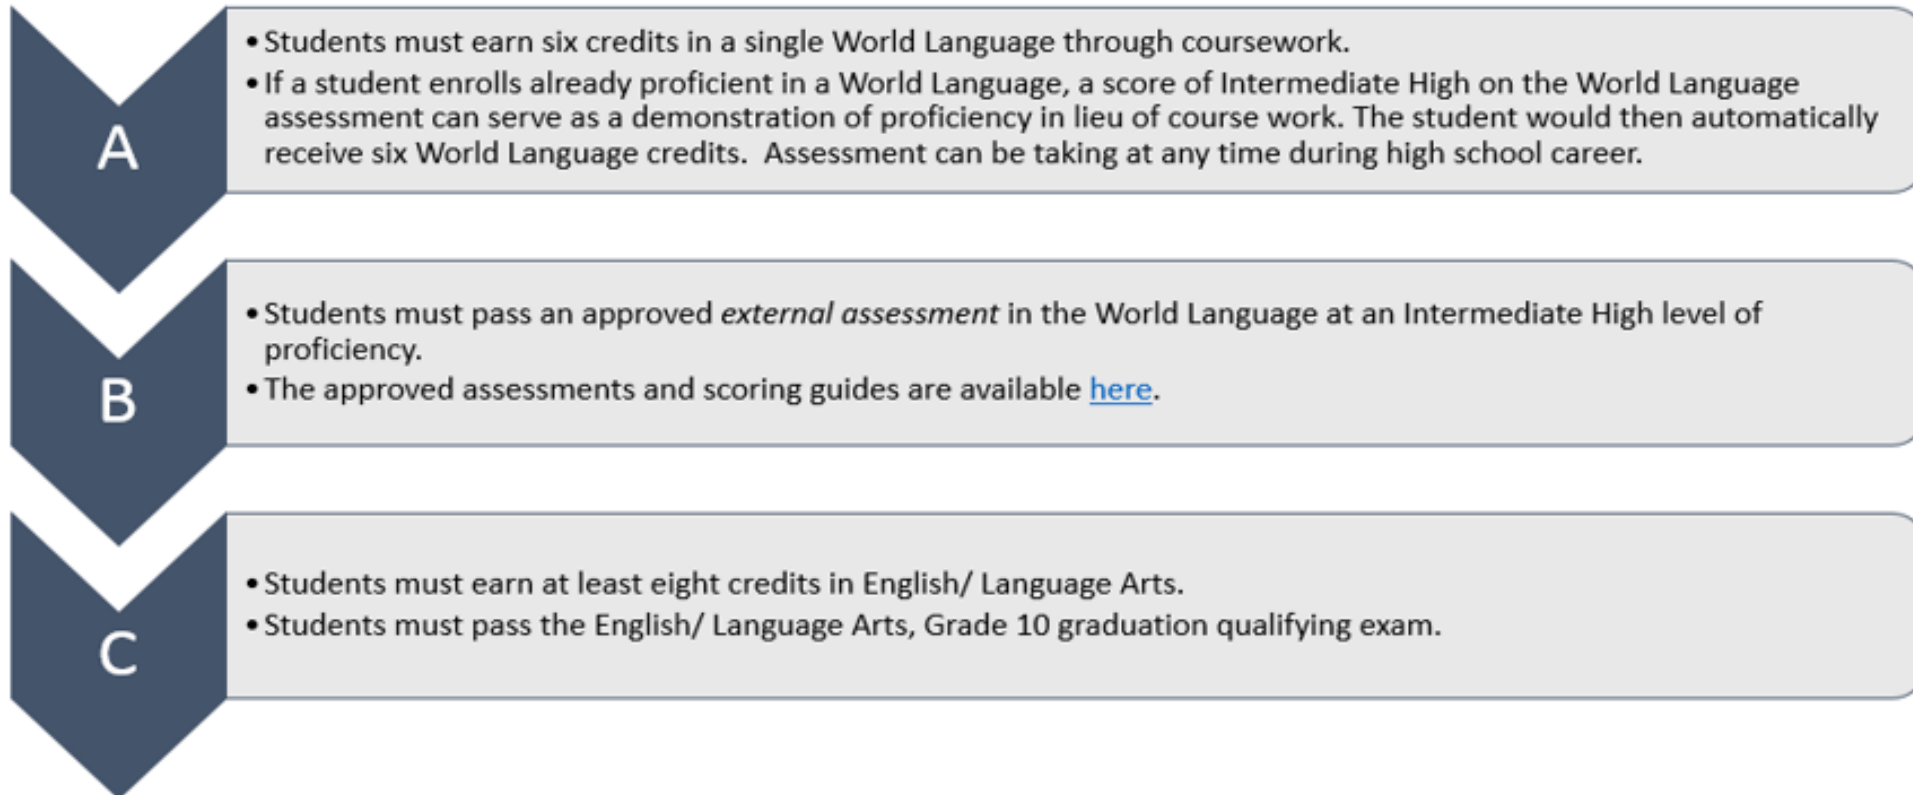 A
• Students must earn six credits in a single World Language through coursework.
• If a student enrolls already proficient in a World Language, a score of Intermediate High on the World Language
assessment can serve as a demonstration of proficiency in lieu of course work. The student would then automatically
receive six World Language credits.  Assessment can be taking at any time during high school career.
B
• Students must pass an approved external assessment in the World Language at an Intermediate High level of
proficiency.
• The approved assessments and scoring guides are available here.
C
• Students must earn at least eight credits in English/ Language Arts.
• Students must pass the English/ Language Arts, Grade 10 graduation qualifying exam.